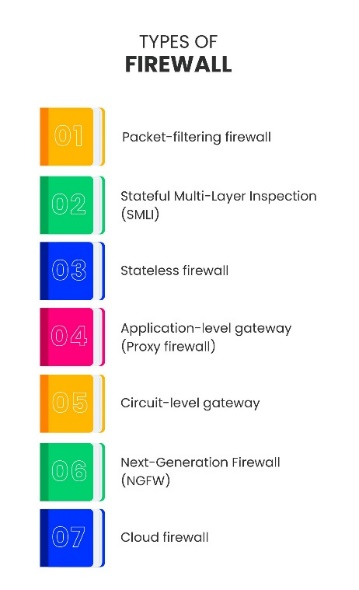 TYPES OF
FIREWALL
01
Packet-filtering firewall
02
Stateful Multi-Layer Inspection
(SMLI)
03
Stateless firewall
04
Application-level gateway
(Proxy firewall)
05
Circuit-level gateway
06
Next-Generation Firewall
(NGFW)
07
Cloud firewall